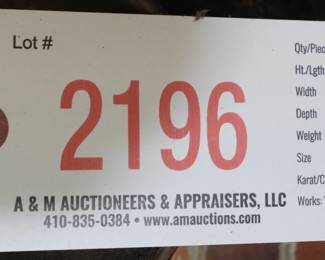 Lot #
2196
A & M AUCTIONEERS & APPRAISERS, LLC
410-835-0384 • www.amauctions.com
Qty/Piec
Ht./Lgth
Width
Depth
Weight
Size
Karat/C
Works: